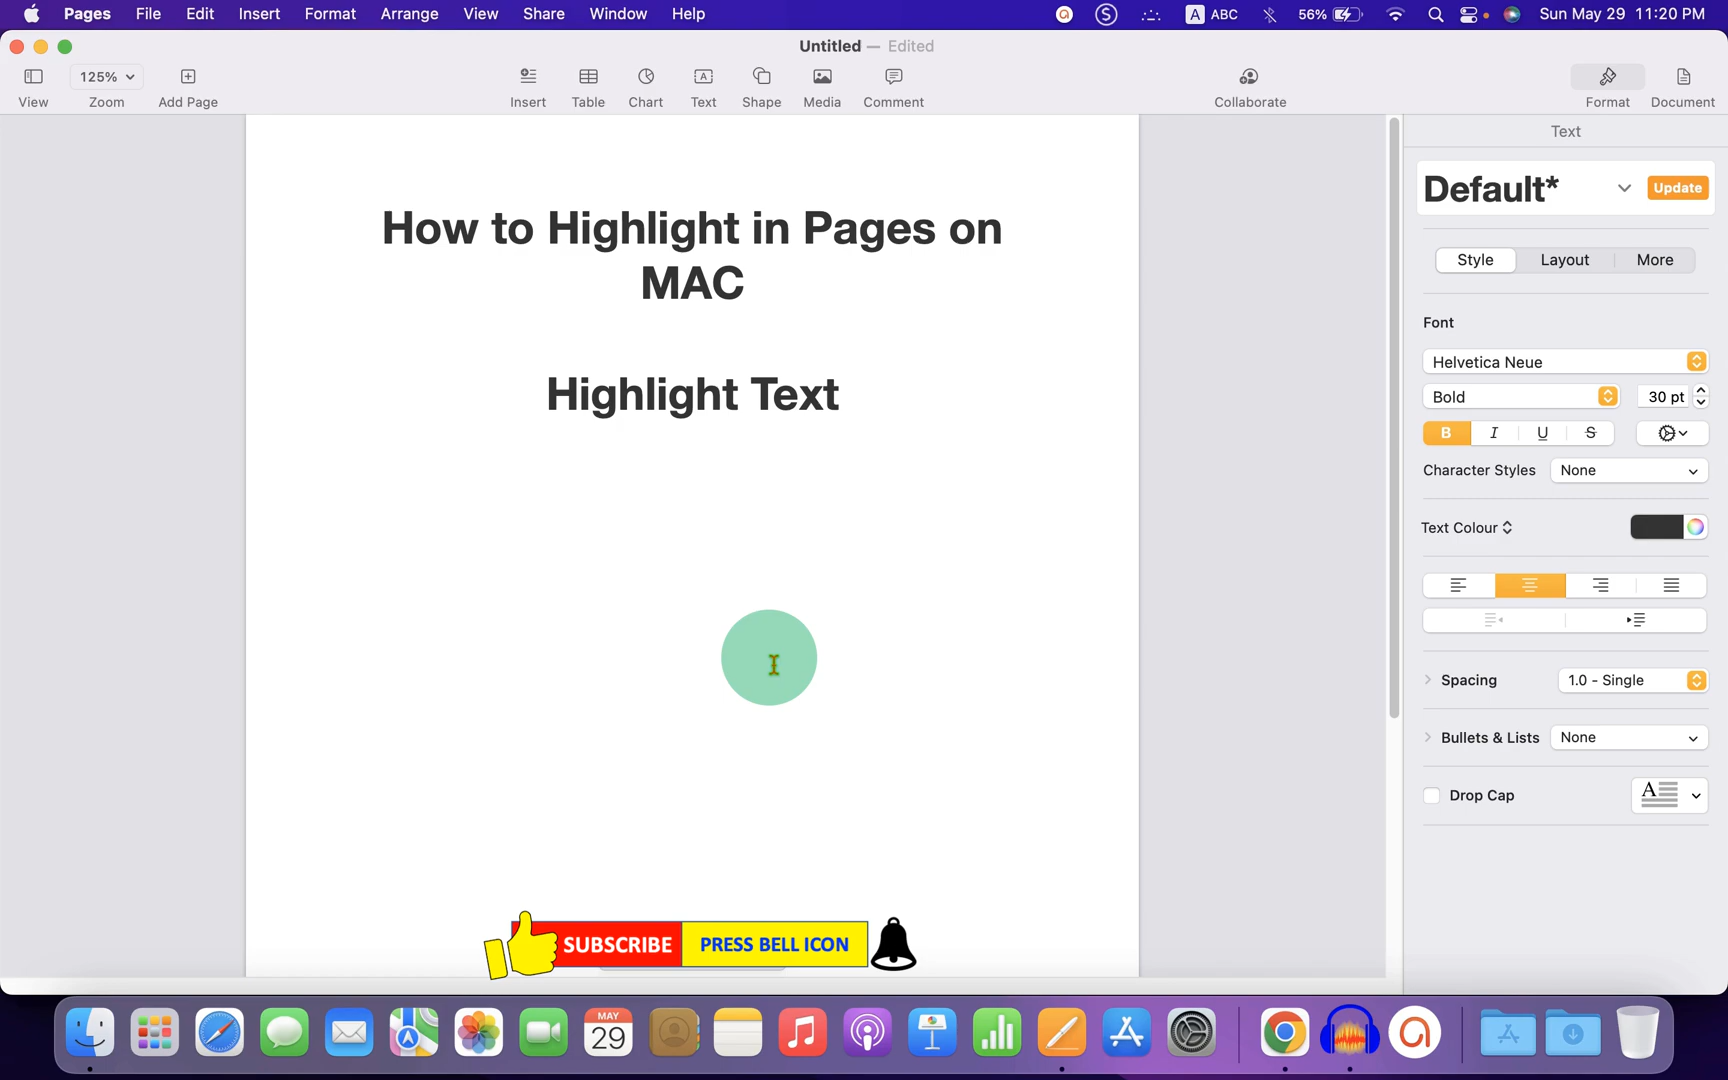 Pages File Edit Insert Format Arrange View Share Window Help
A ABC 56% Sun May 29 11:20 PM
Untitled — Edited
125%
View Zoom Add Page Insert Table Chart Text Shape Media Comment Collaborate Format Document
Text
Default* Update
Style Layout More
Font
Helvetica Neue
Bold 30 pt
B I U S
Character Styles None
Text Colour
Spacing 1.0 - Single
Bullets & Lists None
Drop Cap A
How to Highlight in Pages on
MAC
Highlight Text
SUBSCRIBE PRESS BELL ICON
MAY
29